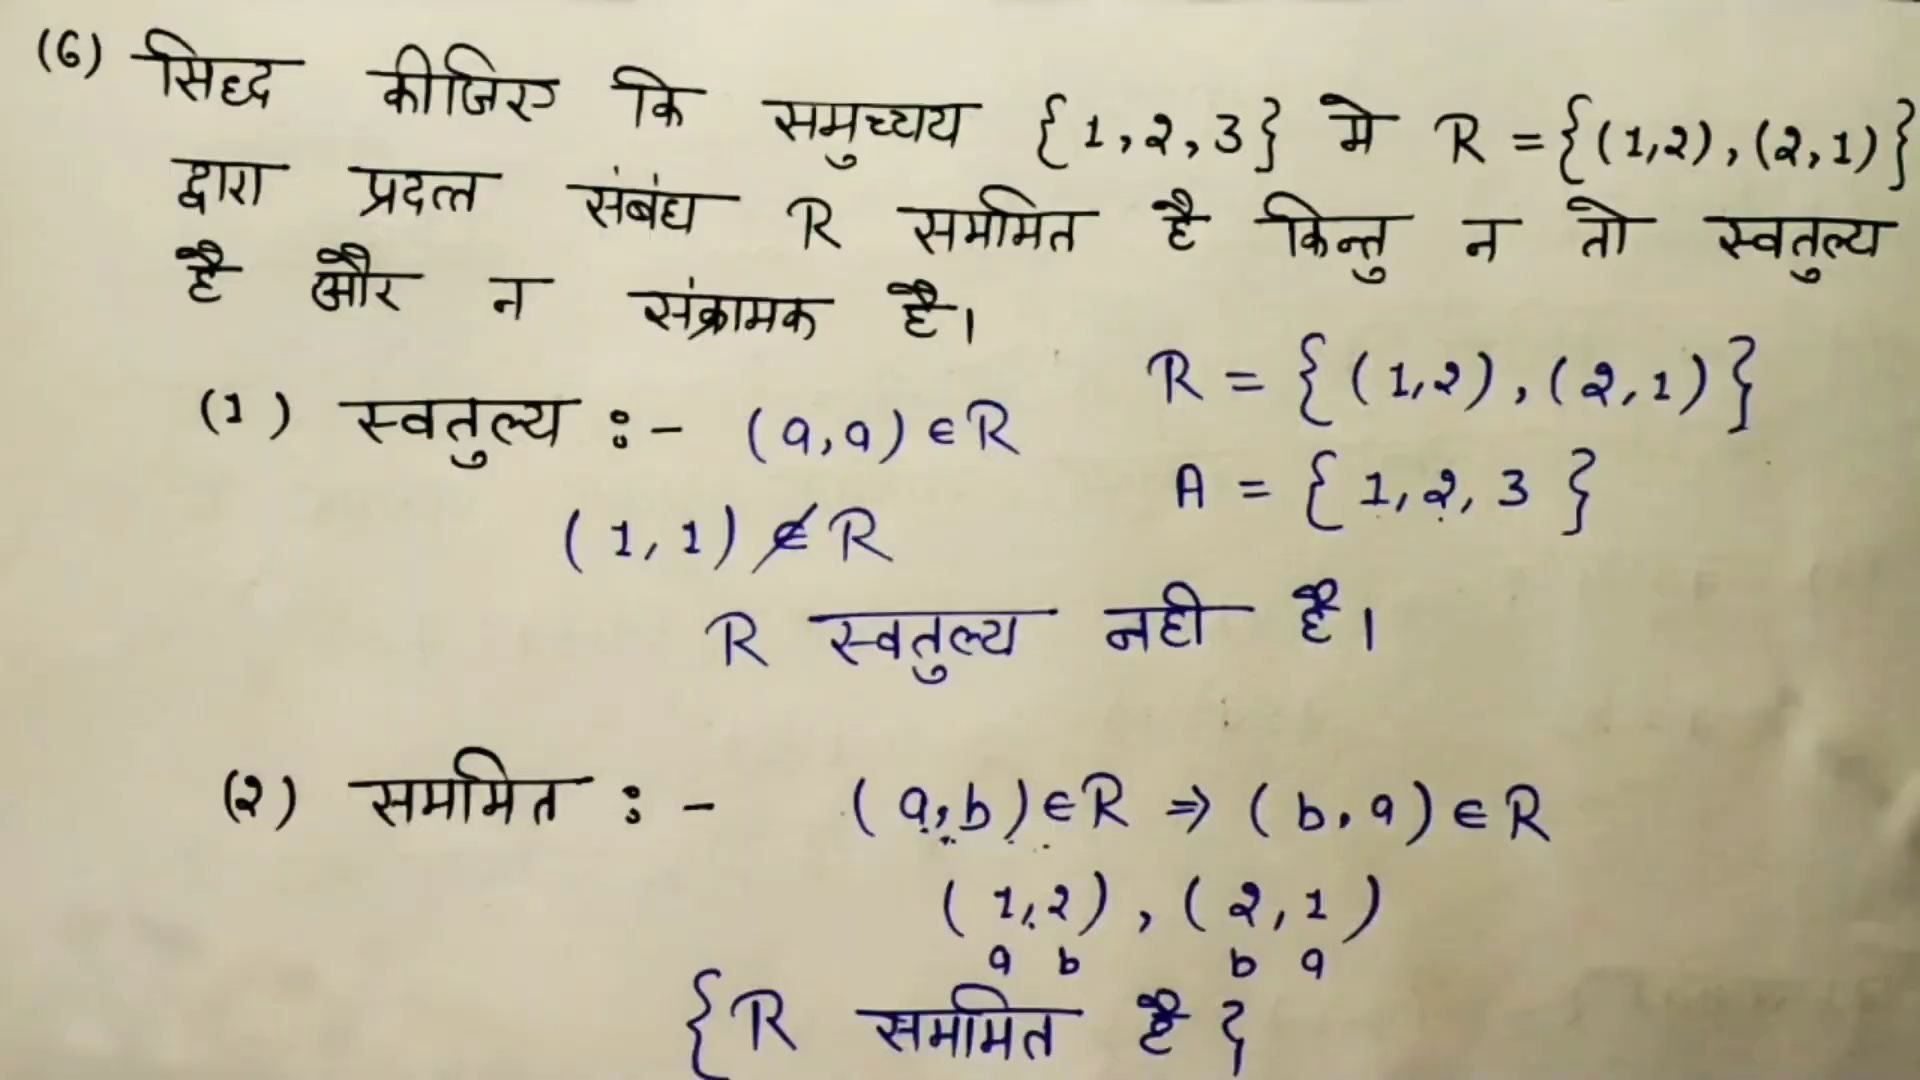 (6) सिद्ध कीजिए कि समुच्चय {1,2,3} मे R = {(1,2),(2,1)}
द्वारा प्रदत्त संबंध R सममित है किन्तु न तो स्वतुल्य
है और न संक्रामक है।
R = {(1,2),(2,1)}
(1) स्वतुल्य :- (a,a) ∈ R
A = {1,2,3}
(1,1) ∉ R
R स्वतुल्य नही है।
(2) सममित :- (a,b) ∈ R ⇒ (b,a) ∈ R
(1,2), (2,1)
a b b a
{R सममित है }